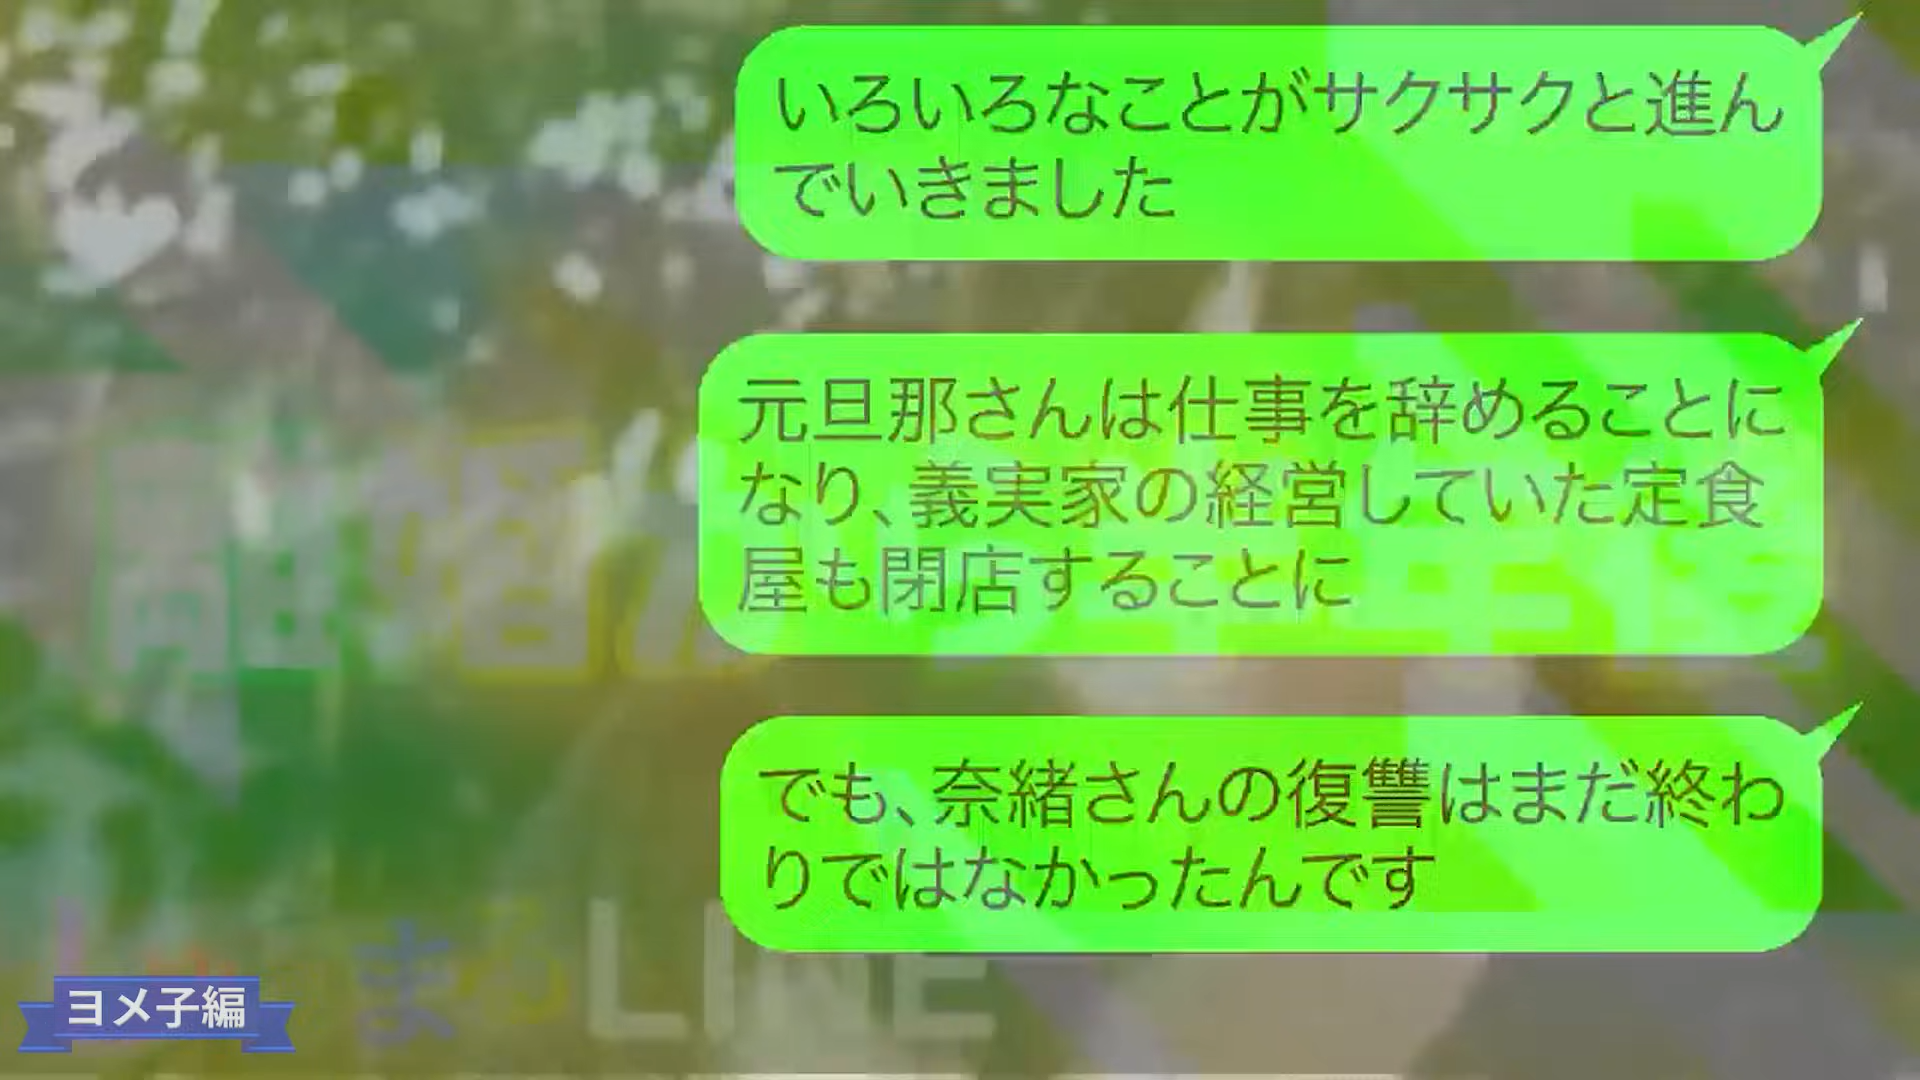 いろいろなことがサクサクと進ん
でいきました
元旦那さんは仕事を辞めることに
なり、義実家の経営していた定食
屋も閉店することに
でも、奈緒さんの復讐はまだ終わ
りではなかったんです
LINE
ヨメ子編